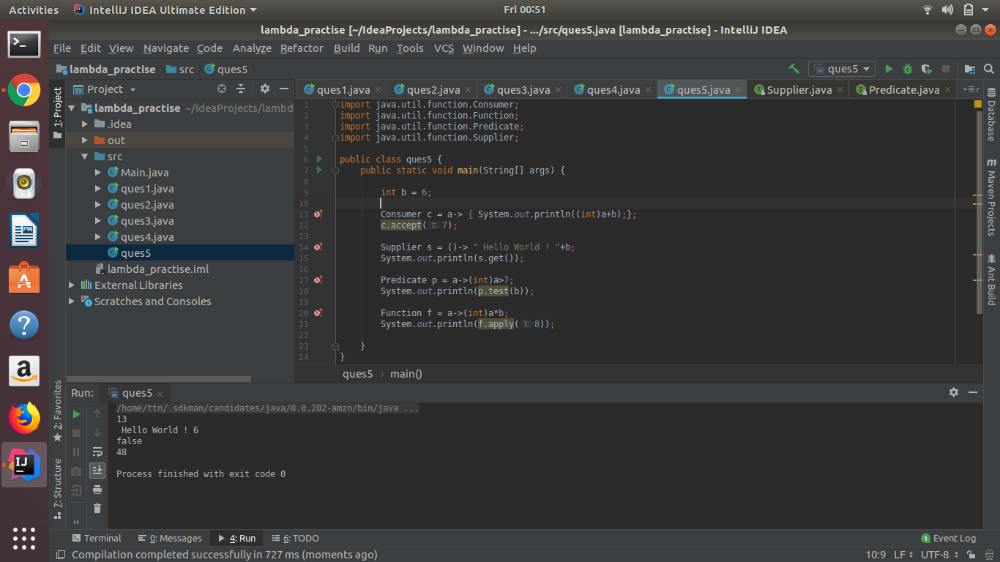 Activities IntelliJ IDEA Ultimate Edition Fri 00:51
lambda_practise [~/IdeaProjects/lambda_practise] - .../src/ques5.java [lambda_practise] - IntelliJ IDEA
File Edit View Navigate Code Analyze Refactor Build Run Tools VCS Window Help
lambda_practise src ques5 ques5
1: Project
Project
lambda_practise ~/IdeaProjects/lambd
.idea
out
src
Main.java
ques1.java
ques2.java
ques3.java
ques4.java
ques5
lambda_practise.iml
External Libraries
Scratches and Consoles
ques1.java ques2.java ques3.java ques4.java ques5.java Supplier.java Predicate.java
1 import java.util.function.Consumer;
2 import java.util.function.Function;
3 import java.util.function.Predicate;
4 import java.util.function.Supplier;
5
6 public class ques5 {
7 public static void main(String[] args) {
8
9 int b = 6;
10
11 Consumer c = a-> { System.out.println((int)a+b);};
12 c.accept( t: 7);
13
14 Supplier s = ()-> " Hello World ! "+b;
15 System.out.println(s.get());
16
17 Predicate p = a->(int)a>7;
18 System.out.println(p.test(b));
19
20 Function f = a->(int)a*b;
21 System.out.println(f.apply( t: 8));
22
23 }
24 }
ques5 main()
Database
Maven Projects
Ant Build
2: Favorites
7: Structure
Run: ques5
/home/ttn/.sdkman/candidates/java/8.0.202-amzn/bin/java ...
13
Hello World ! 6
false
48
Process finished with exit code 0
Terminal 0: Messages 4: Run 6: TODO 1 Event Log
Compilation completed successfully in 727 ms (moments ago) 10:9 LF UTF-8